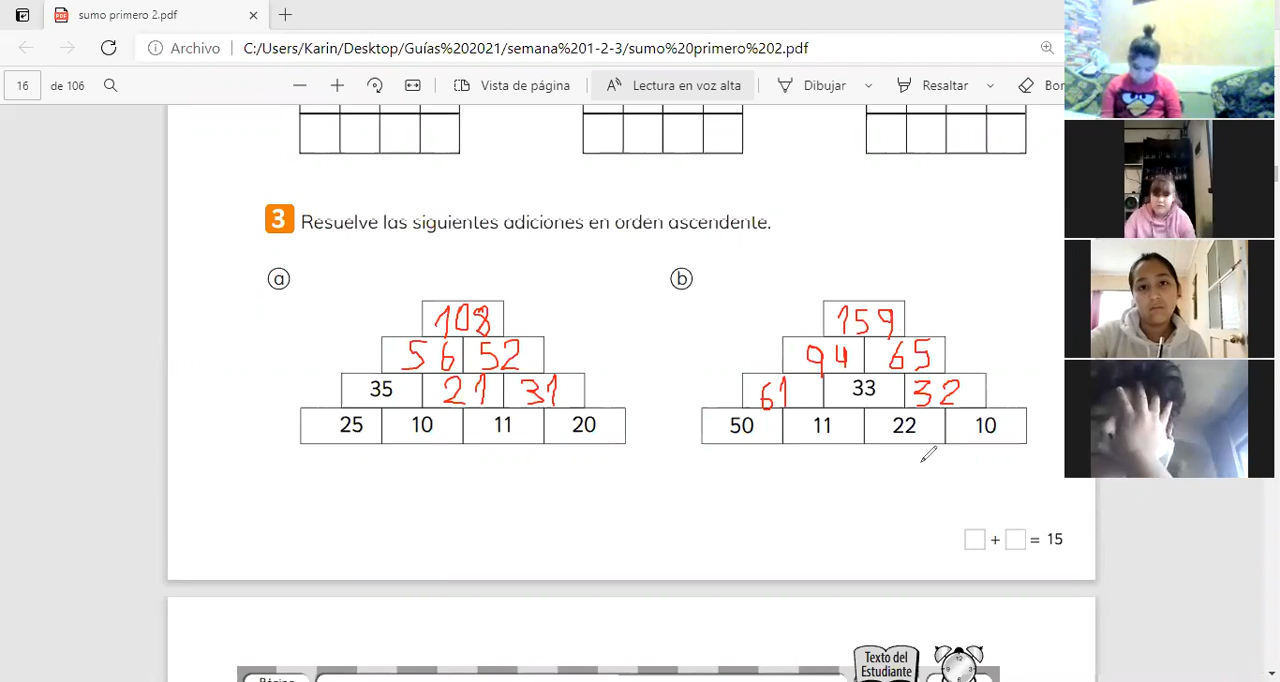 sumo primero 2.pdf
Archivo C:/Users/Karin/Desktop/Guías%202021/semana%201-2-3/sumo%20primero%202.pdf
16 de 106 Vista de página A Lectura en voz alta Dibujar Resaltar Bor
3 Resuelve las siguientes adiciones en orden ascendente.
a b
108 159
56 52 94 65
35 21 31 61 33 32
25 10 11 20 50 11 22 10
+ = 15
Texto del
Estudiante